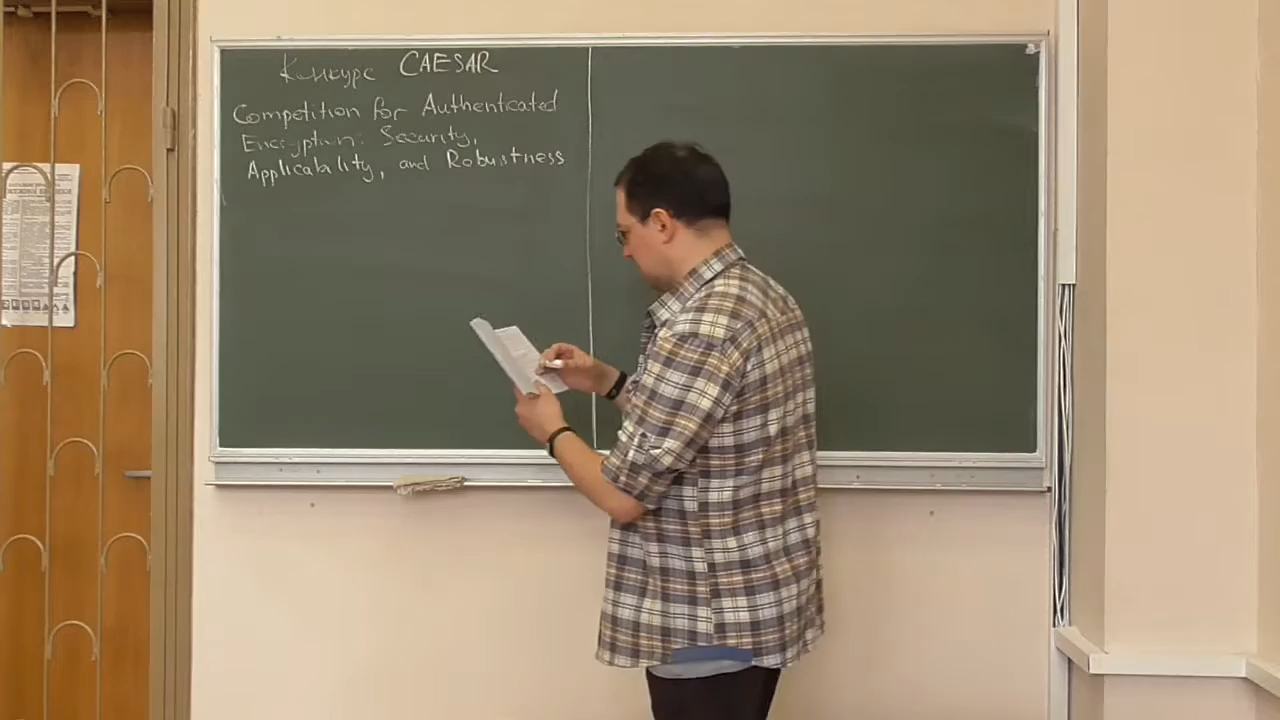 Конкурс CAESAR
Competition for Authenticated
Encryption: Security,
Applicability, and Robustness